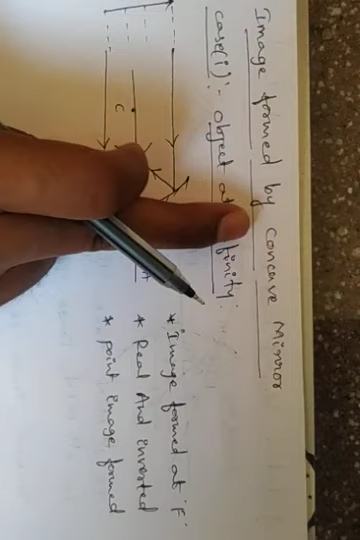 Image formed by concave Mirror
case(i):- object at finity:
C
* Image formed at 'F'
* Real And inverted
* point image formed